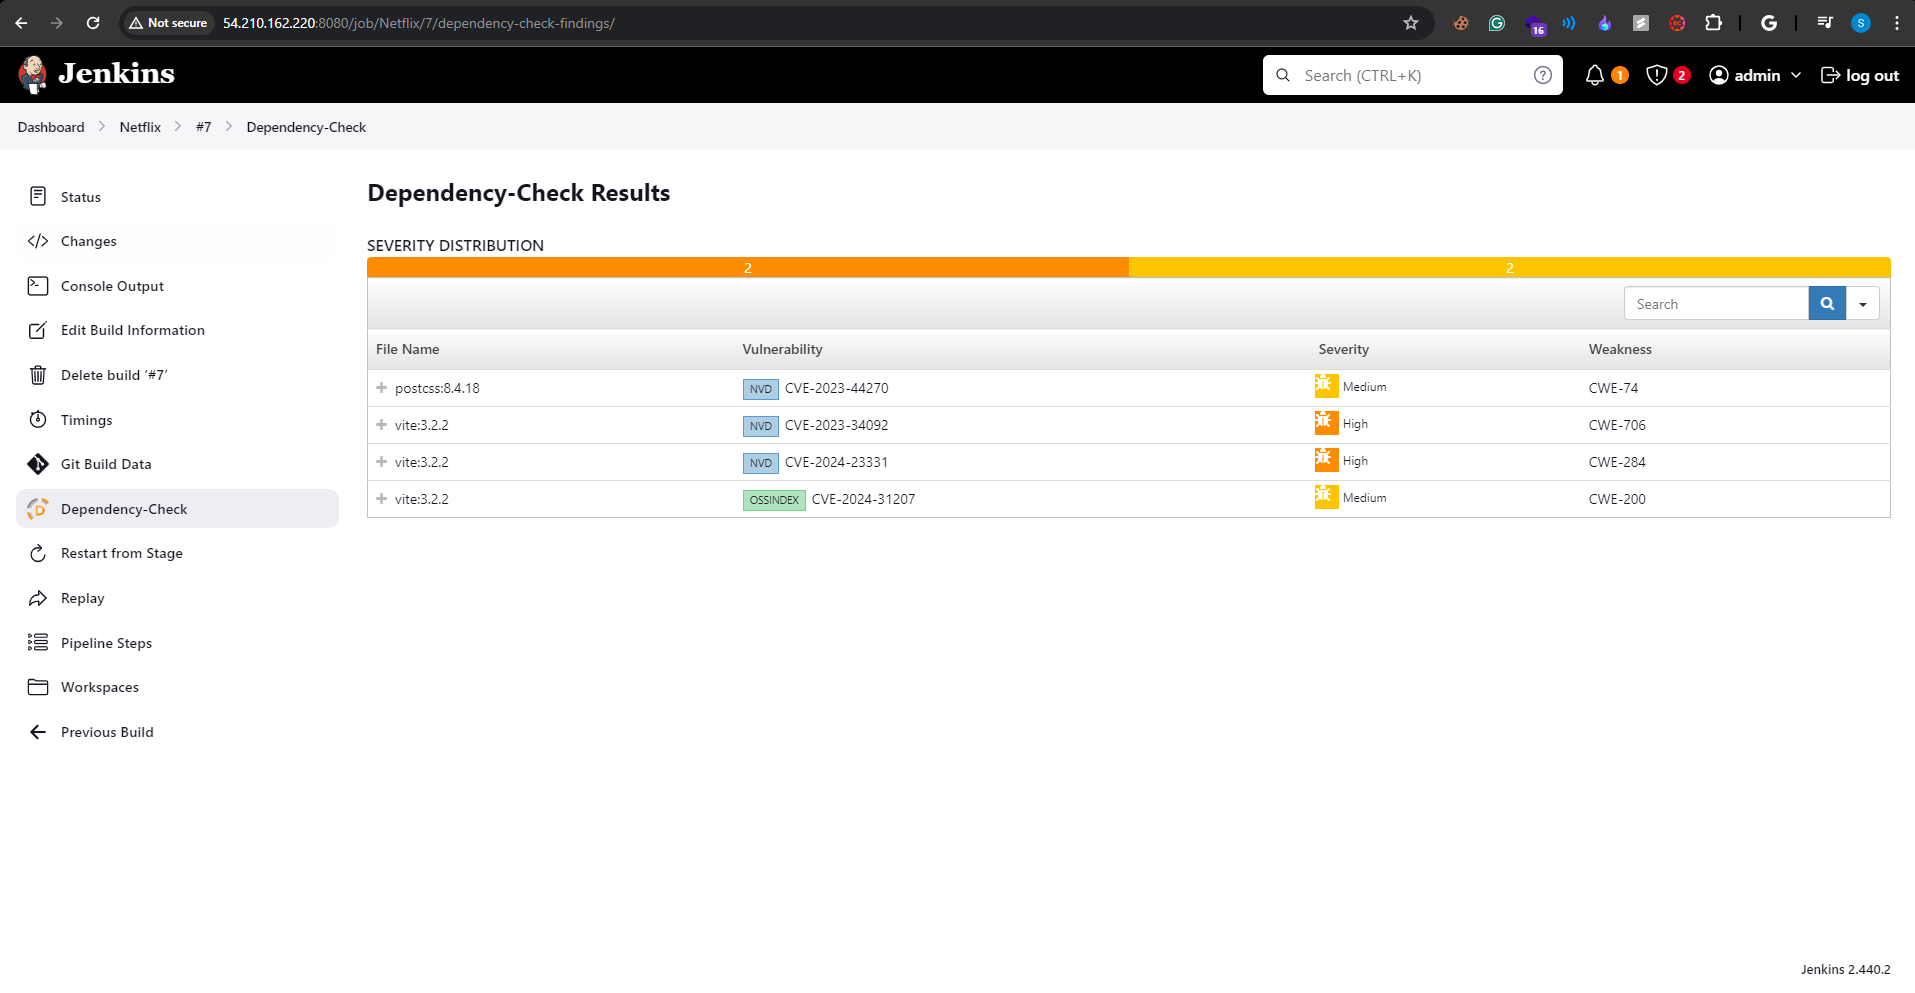 Not secure 54.210.162.220:8080/job/Netflix/7/dependency-check-findings/
16
S
Jenkins
Search (CTRL+K)
1
2
admin
log out
Dashboard
Netflix
#7
Dependency-Check
Status
Changes
Console Output
Edit Build Information
Delete build ‘#7’
Timings
Git Build Data
Dependency-Check
Restart from Stage
Replay
Pipeline Steps
Workspaces
Previous Build
Dependency-Check Results
SEVERITY DISTRIBUTION
2 2
Search
File Name Vulnerability Severity Weakness
postcss:8.4.18 NVD CVE-2023-44270 Medium CWE-74
vite:3.2.2 NVD CVE-2023-34092 High CWE-706
vite:3.2.2 NVD CVE-2024-23331 High CWE-284
vite:3.2.2 OSSINDEX CVE-2024-31207 Medium CWE-200
Jenkins 2.440.2